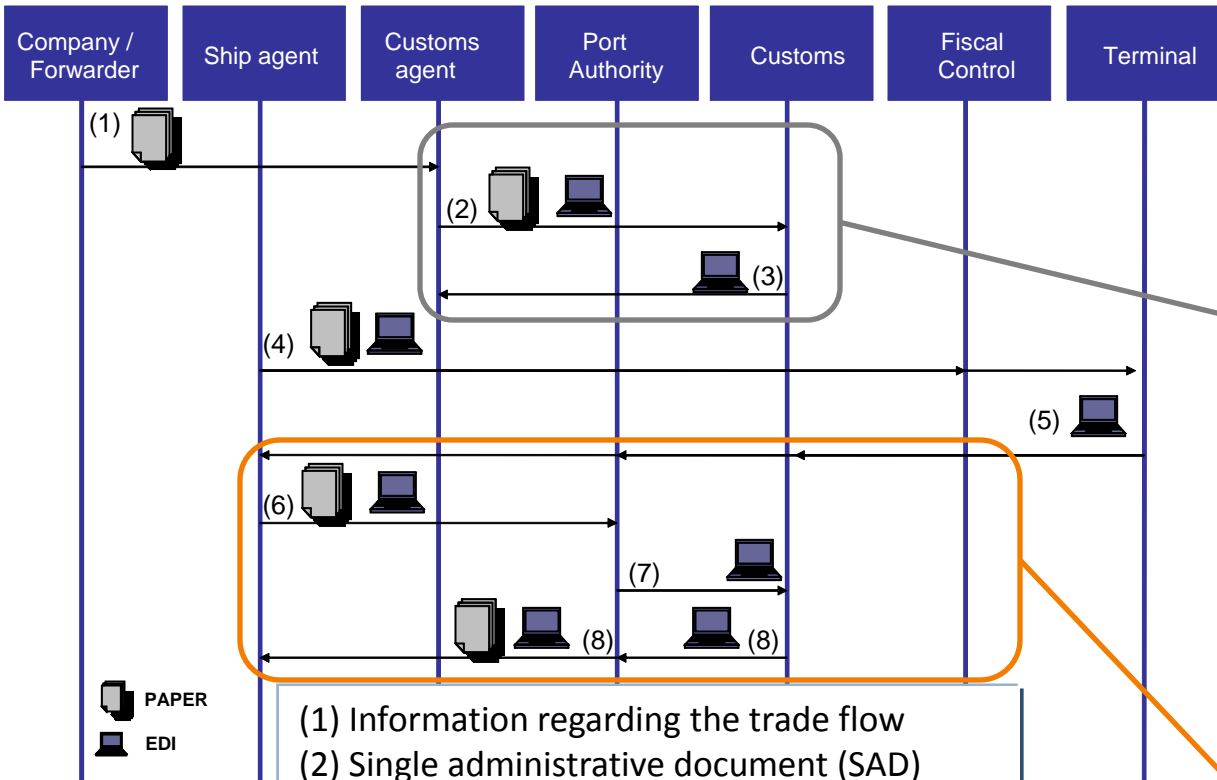 Company /
Forwarder
Ship agent
Customs
agent
Port
Authority
Customs
Fiscal
Control
Terminal
(1)
(2)
(3)
(4)
(5)
(6)
(7)
(8)
(8)
PAPER
EDI
(1) Information regarding the trade flow
(2) Single administrative document (SAD)